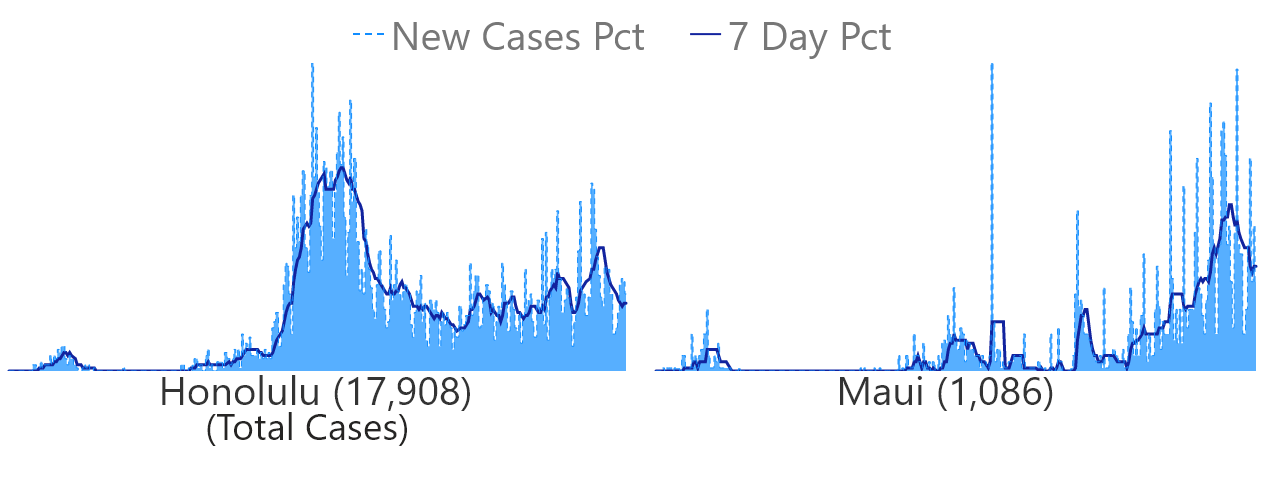 New Cases Pct 7 Day Pct
Honolulu (17,908)
(Total Cases)
Maui (1,086)